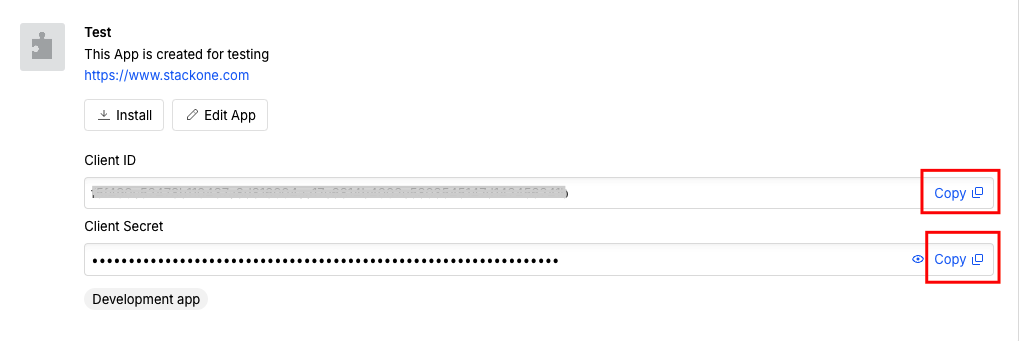 Test
This App is created for testing
https://www.stackone.com
Install Edit App
Client ID
Copy
Client Secret
•••••••••••••••••••••••••••••••••••••••••••••••••••••••••••••••• Copy
Development app